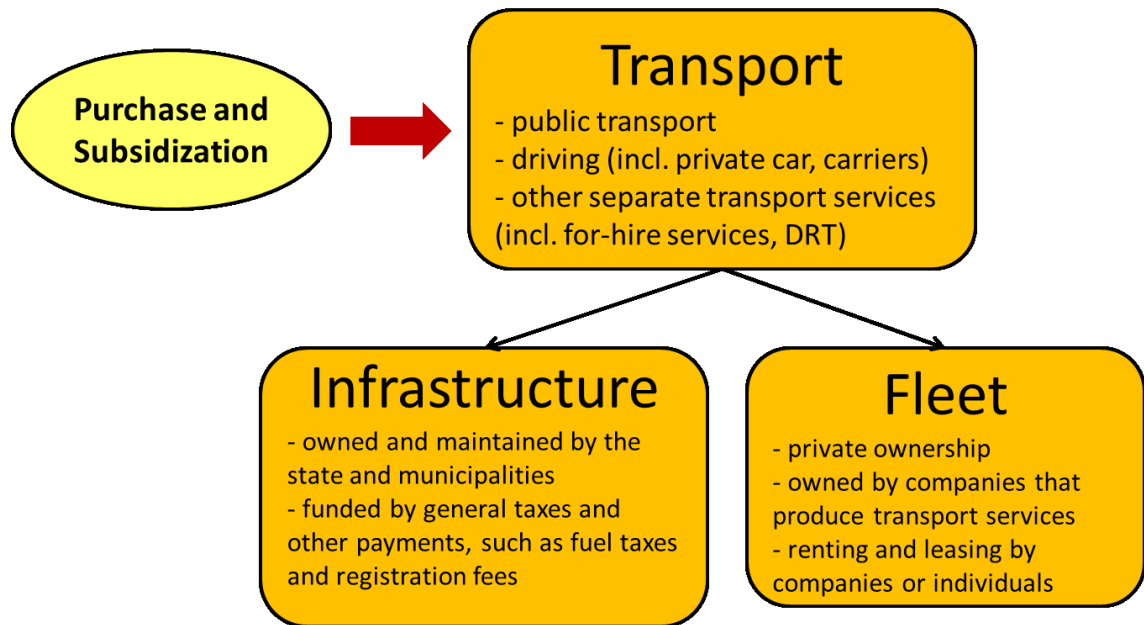 Purchase and
Subsidization
Transport
- public transport
- driving (incl. private car, carriers)
- other separate transport services
(incl. for-hire services, DRT)
Infrastructure
- owned and maintained by the
state and municipalities
- funded by general taxes and
other payments, such as fuel taxes
and registration fees
Fleet
- private ownership
- owned by companies that
produce transport services
- renting and leasing by
companies or individuals